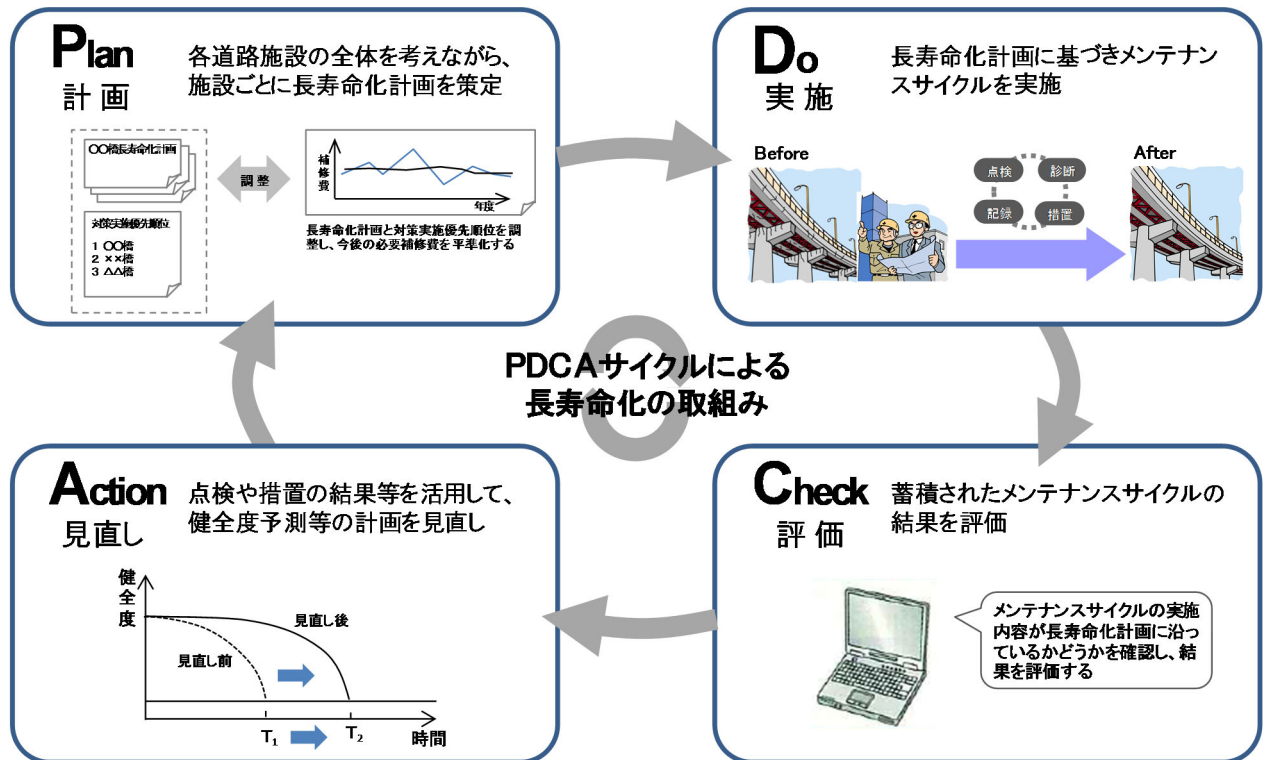 Plan
計画
各道路施設の全体を考えながら、
施設ごとに長寿命化計画を策定
〇〇橋長寿命化計画
対策実施優先順位
1 〇〇橋
2 ××橋
3 △△橋
調整
補修費
年度
長寿命化計画と対策実施優先順位を調
整し、今後の必要補修費を平準化する
Do
実施
長寿命化計画に基づきメンテナン
スサイクルを実施
Before
点検
診断
記録
措置
After
PDCAサイクルによる
長寿命化の取組み
Action
見直し
点検や措置の結果等を活用して、
健全度予測等の計画を見直し
健全度
見直し後
見直し前
T1
T2
時間
Check
評価
蓄積されたメンテナンスサイクルの
結果を評価
メンテナンスサイクルの実施
内容が長寿命化計画に沿っ
ているかどうかを確認し、結
果を評価する